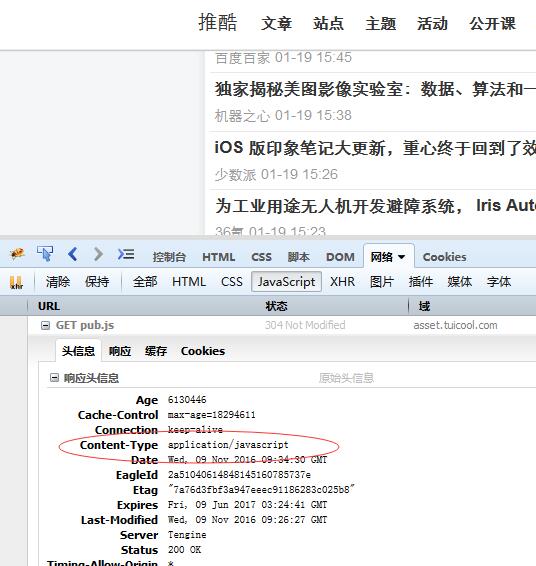 推酷 文章 站点 主题 活动 公开课
百度百家 01-19 15:45
独家揭秘美图影像实验室：数据、算法和一
机器之心 01-19 15:38
iOS 版印象笔记大更新，重心终于回到了效
少数派 01-19 15:26
为工业用途无人机开发避障系统， Iris Auto
36氪 01-19 15:23
控制台 HTML CSS 脚本 DOM 网络 Cookies
xhr 清除 保持 全部 HTML CSS JavaScript XHR 图片 插件 媒体 字体
URL 状态 域
GET pub.js 304 Not Modified asset.tuicool.com
头信息 响应 缓存 Cookies
响应头信息 原始头信息
Age 6130446
Cache-Control max-age=18294611
Connection keep-alive
Content-Type application/javascript
Date Wed, 09 Nov 2016 09:34:30 GMT
EagleId 2a51040614848145160785737e
Etag "7a76d3fbf3a947eeec91186283c025b8"
Expires Fri, 09 Jun 2017 03:24:41 GMT
Last-Modified Wed, 09 Nov 2016 09:26:27 GMT
Server Tengine
Status 200 OK
Timing-Allow-Origin *